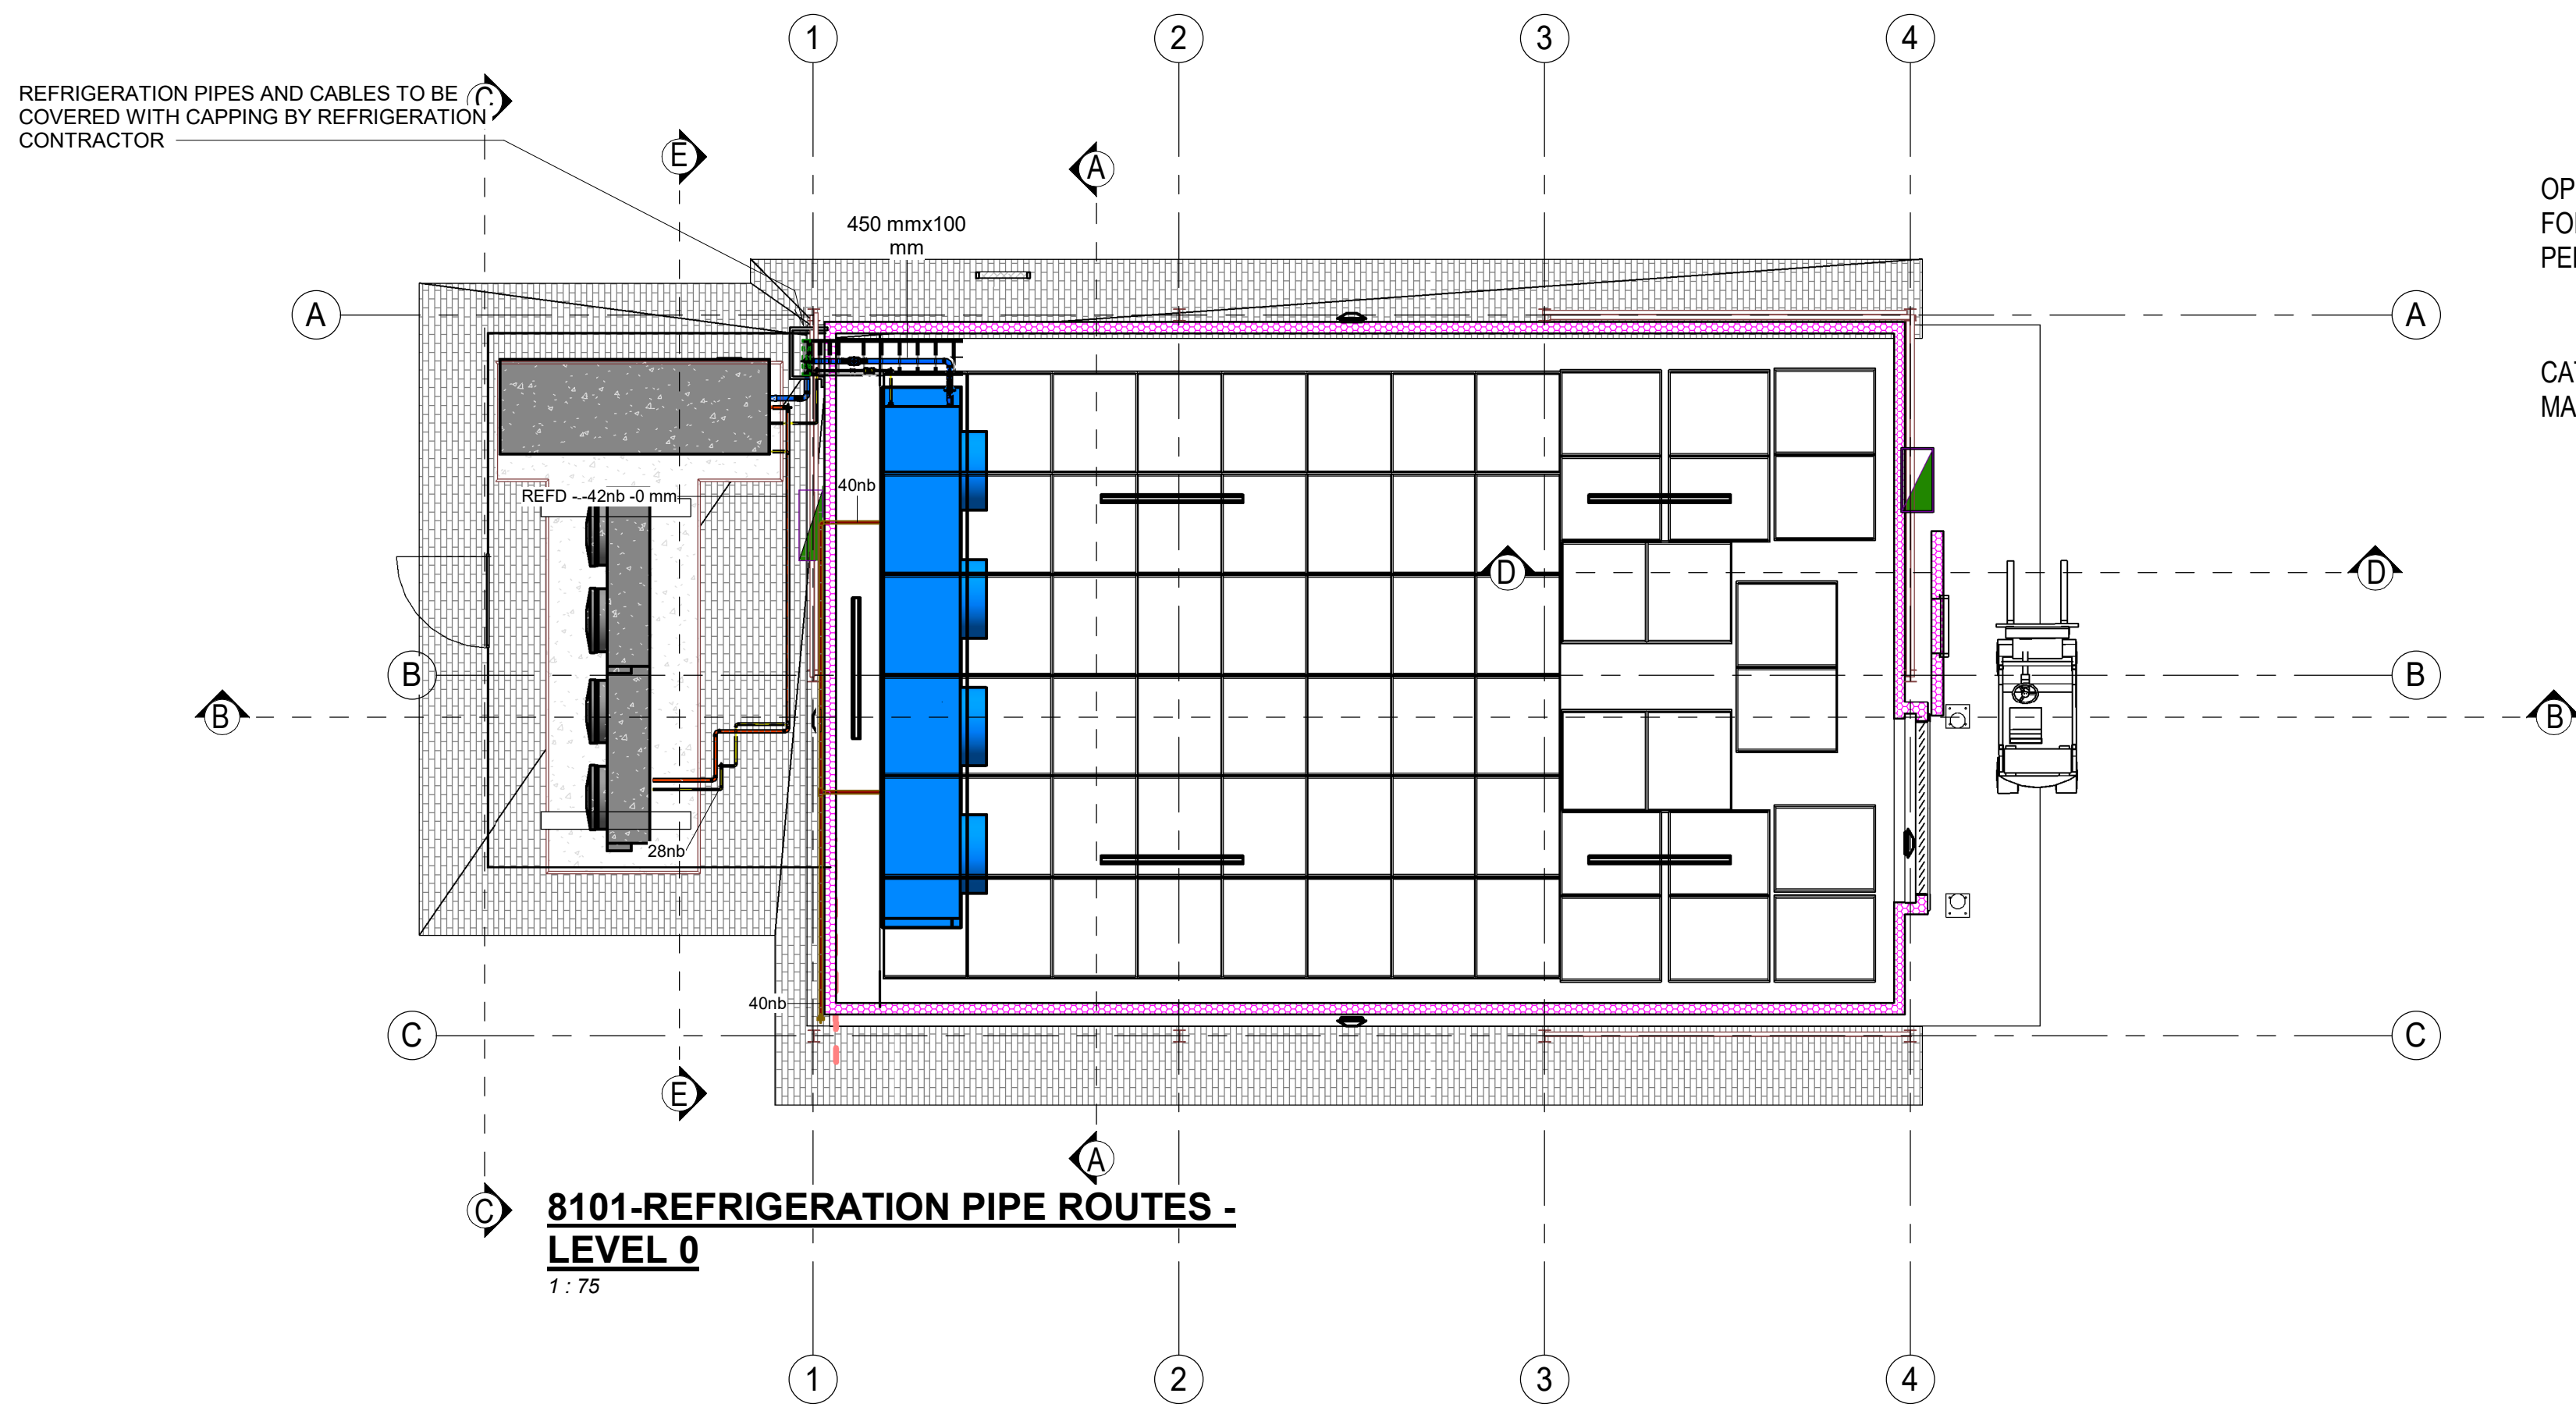 1
2
3
4
REFRIGERATION PIPES AND CABLES TO BE
COVERED WITH CAPPING BY REFRIGERATION
CONTRACTOR
C
E
A
OP
FO
PE
450 mmx100
mm
A
A
CA
MA
REFD - -42nb -0 mm
40nb
D
D
B
B
B
B
28nb
40nb
C
C
E
A
C
8101-REFRIGERATION PIPE ROUTES -
LEVEL 0
1 : 75
1
2
3
4